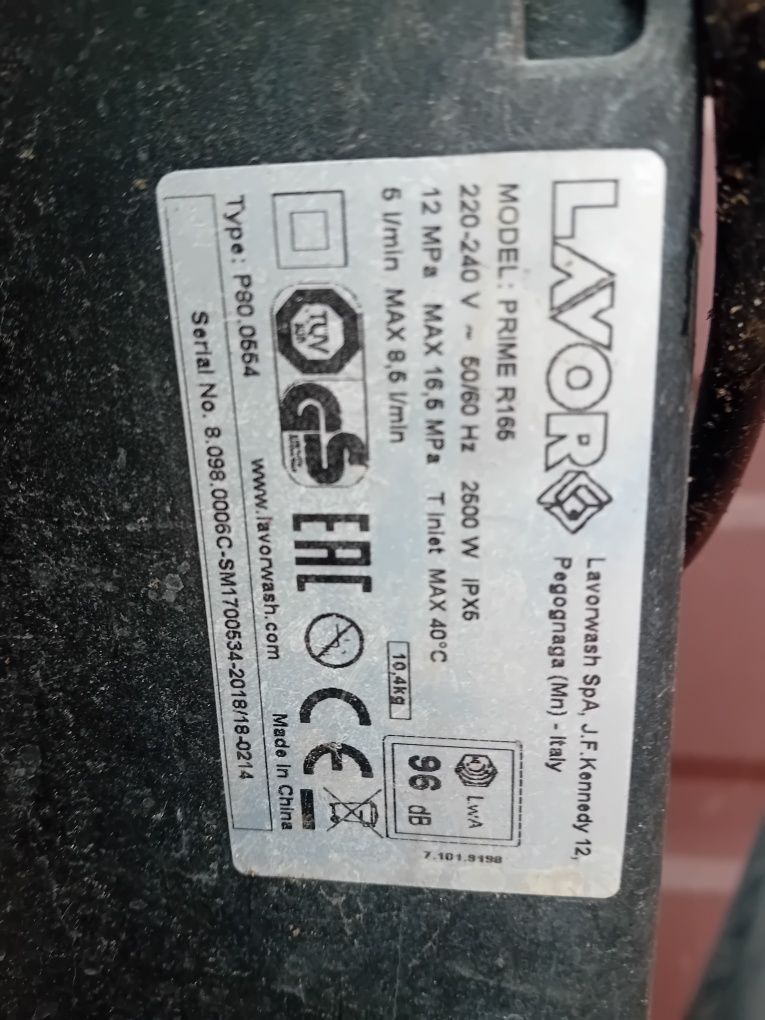 LAVOR
Lavorwash SpA, J.F.Kennedy 12,
Pegognaga (Mn) - Italy
MODEL: PRIME R165
220-240 V ~ 50/60 Hz 2500 W IPX5
12 MPa MAX 16,5 MPa T inlet MAX 40°C
5 l/min MAX 8,5 l/min
10,4kg
LwA
96 dB
7.101.9198
TÜV
GS
EAC
CE
Type: P80.0554
www.lavorwash.com
Made in China
Serial No. 8.098.0006C-SM1700534-2018/18-0214